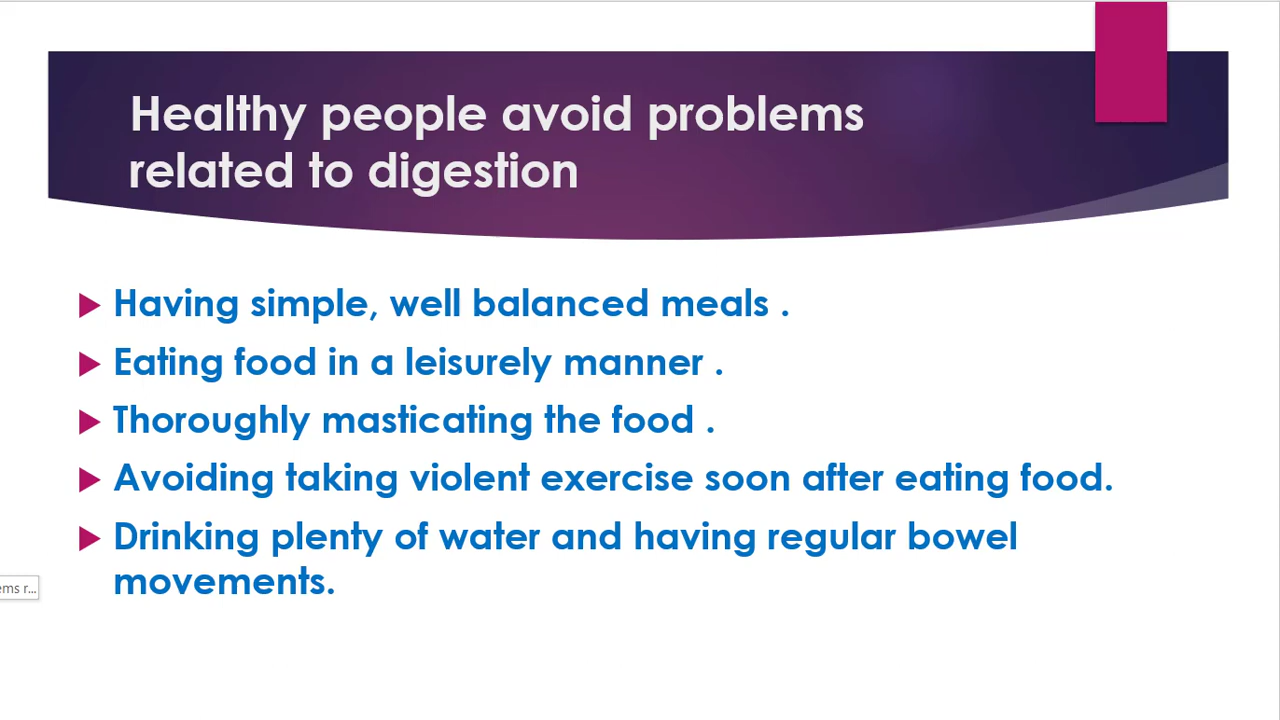 Healthy people avoid problems
related to digestion
Having simple, well balanced meals .
Eating food in a leisurely manner .
Thoroughly masticating the food .
Avoiding taking violent exercise soon after eating food.
Drinking plenty of water and having regular bowel
movements.
ems r...